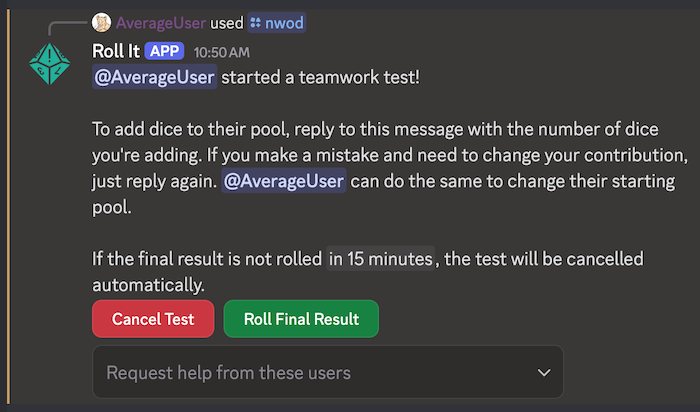 AverageUser used nwod
Roll It APP 10:50 AM
@AverageUser started a teamwork test!
To add dice to their pool, reply to this message with the number of dice
you're adding. If you make a mistake and need to change your contribution,
just reply again. @AverageUser can do the same to change their starting
pool.
If the final result is not rolled in 15 minutes, the test will be cancelled
automatically.
Cancel Test Roll Final Result
Request help from these users